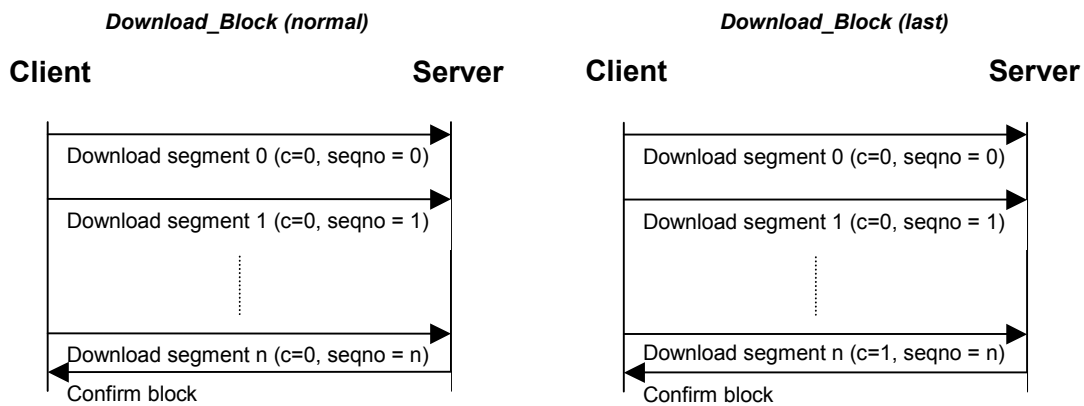 Download_Block (normal)
Client Server
Download segment 0 (c=0, seqno = 0)
Download segment 1 (c=0, seqno = 1)
Download segment n (c=0, seqno = n)
Confirm block
Download_Block (last)
Client Server
Download segment 0 (c=0, seqno = 0)
Download segment 1 (c=0, seqno = 1)
Download segment n (c=1, seqno = n)
Confirm block